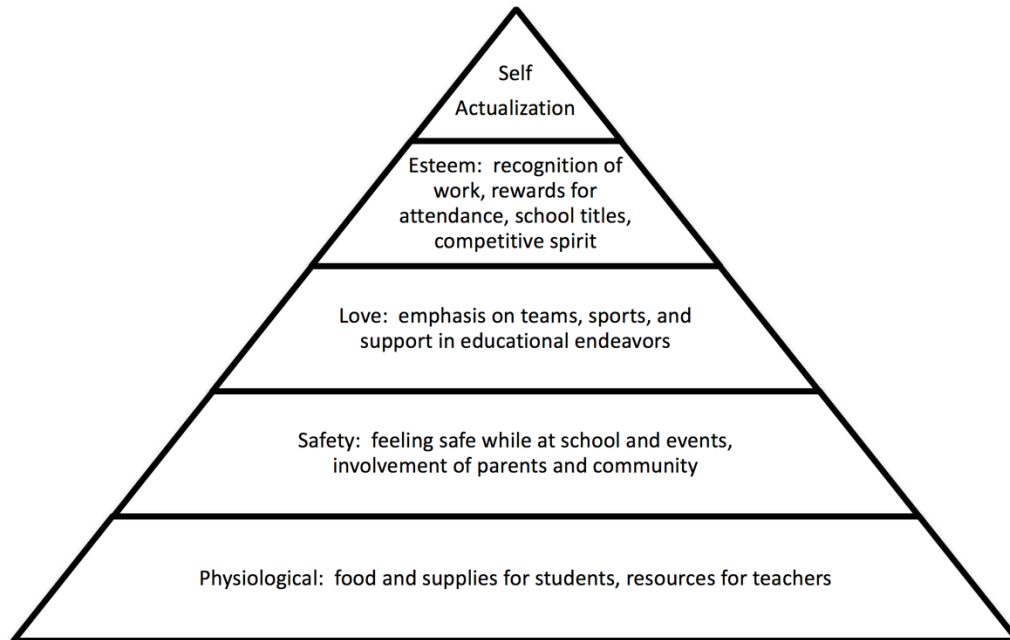 Self
Actualization
Esteem:  recognition of
work, rewards for
attendance, school titles,
competitive spirit
Love:  emphasis on teams, sports, and
support in educational endeavors
Safety:  feeling safe while at school and events,
involvement of parents and community
Physiological:  food and supplies for students, resources for teachers